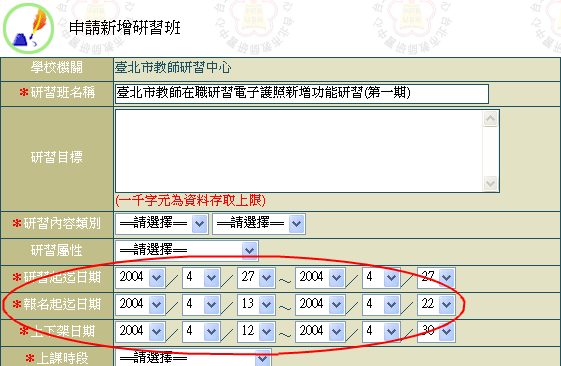 申請新增研習班
學校機關 臺北市教師研習中心
*研習班名稱 臺北市教師在職研習電子護照新增功能研習(第一期)
研習目標
(一千字元為資料存取上限)
*研習內容類別 ==請選擇== ==請選擇==
研習屬性 ==請選擇==
*研習起迄日期 2004 / 4 / 27 ~ 2004 / 4 / 27
*報名起迄日期 2004 / 4 / 13 ~ 2004 / 4 / 22
*上下架日期 2004 / 4 / 12 ~ 2004 / 4 / 30
*上課時段 ==請選擇==